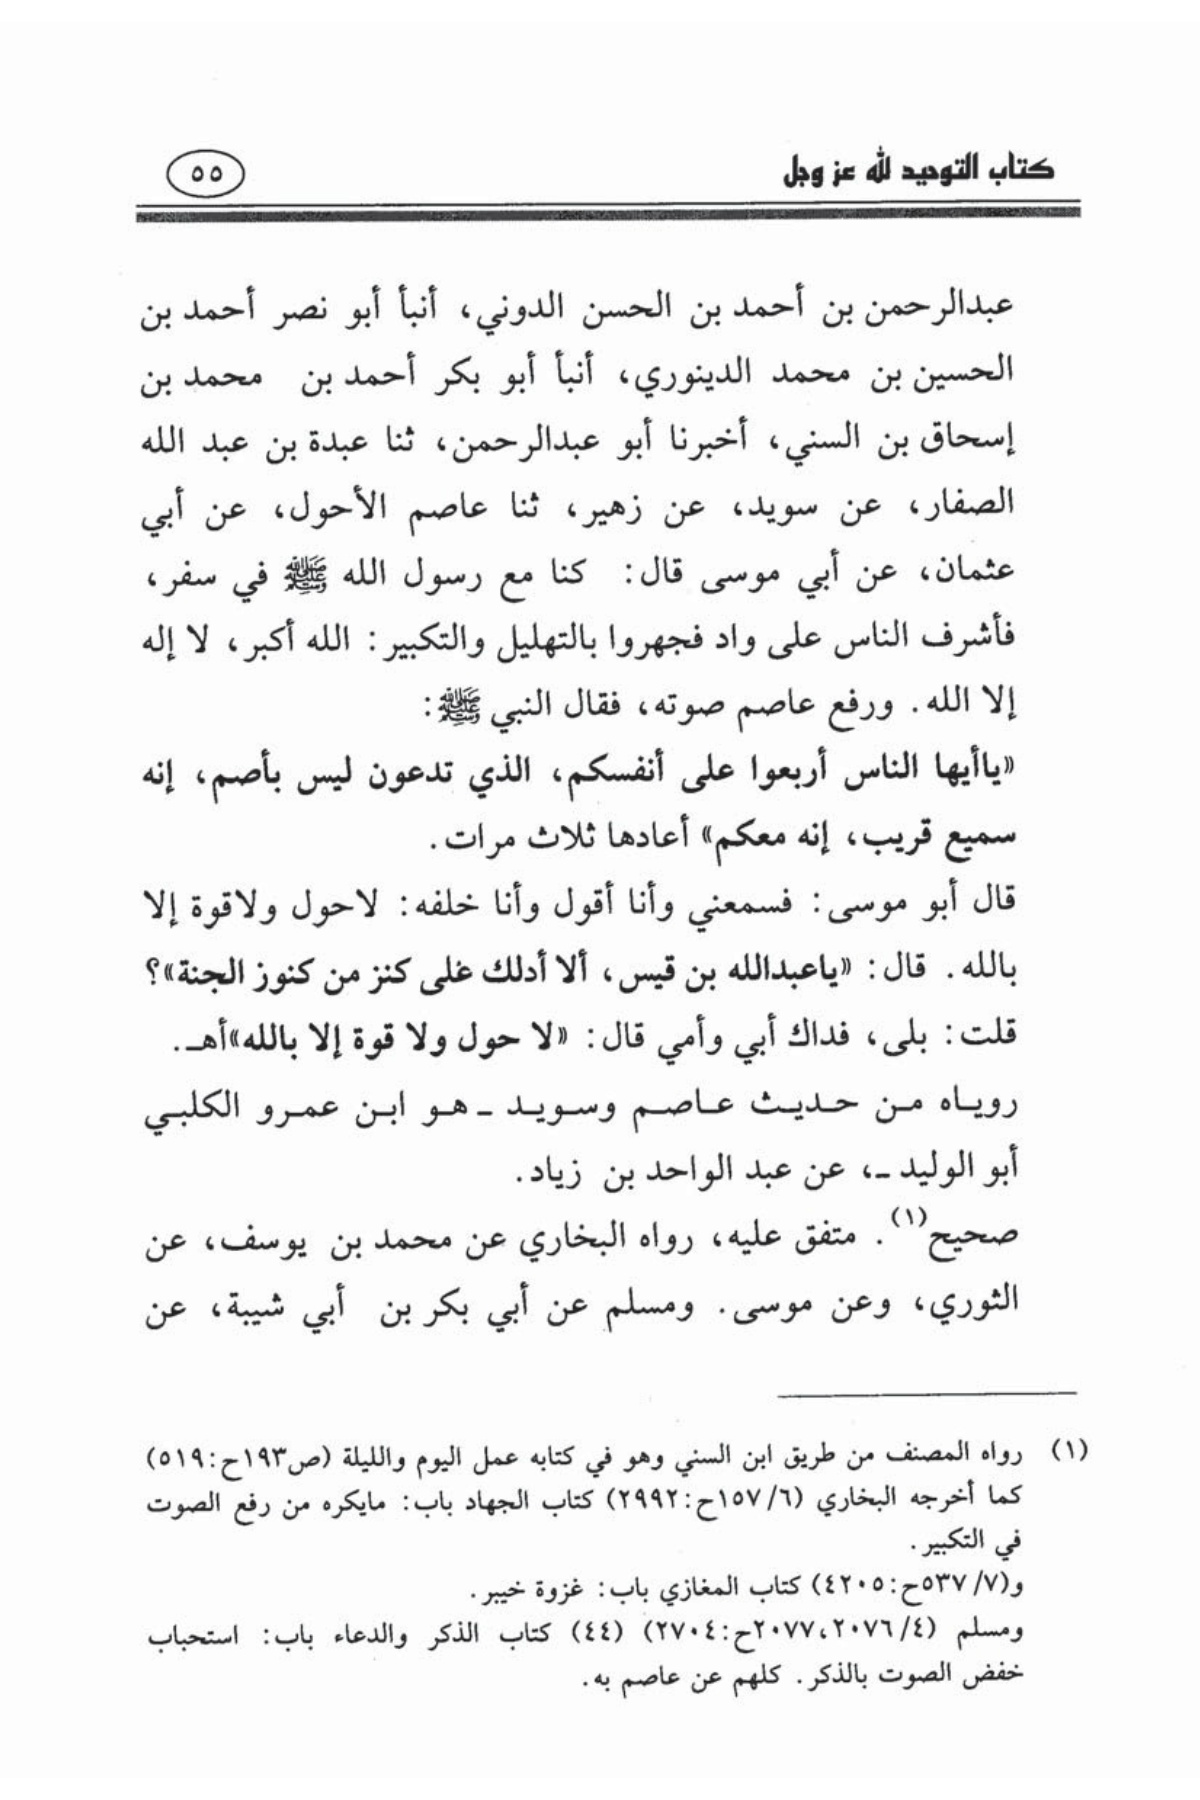 كتاب التوحيد لله عز وجل
٥٥
عبدالرحمن بن أحمد بن الحسن الدوني، أنبأ أبو نصر أحمد بن
الحسين بن محمد الدينوري، أنبأ أبو بكر أحمد بن محمد بن
إسحاق بن السني، أخبرنا أبو عبدالرحمن، ثنا عبدة بن عبد الله
الصفار، عن سويد، عن زهير، ثنا عاصم الأحول، عن أبي
عثمان، عن أبي موسى قال: كنا مع رسول الله ﷺ في سفر،
فأشرف الناس على واد فجهروا بالتهليل والتكبير: الله أكبر، لا إله
إلا الله. ورفع عاصم صوته، فقال النبي ﷺ:
«ياأيها الناس أربعوا على أنفسكم، الذي تدعون ليس بأصم، إنه
سميع قريب، إنه معكم» أعادها ثلاث مرات.
قال أبو موسى: فسمعني وأنا أقول وأنا خلفه: لاحول ولاقوة إلا
بالله. قال: «ياعبدالله بن قيس، ألا أدلك على كنز من كنوز الجنة»؟
قلت: بلى، فداك أبي وأمي قال: «لا حول ولا قوة إلا بالله»أهـ.
رويـاه مـن حـديـث عـاصـم وسـويـد ـ هـو ابـن عمـرو الكلبـي
أبو الوليد ـ، عن عبد الواحد بن زياد.
صحيح(١). متفق عليه، رواه البخاري عن محمد بن يوسف، عن
الثوري، وعن موسى. ومسلم عن أبي بكر بن أبي شيبة، عن
(١) رواه المصنف من طريق ابن السني وهو في كتابه عمل اليوم والليلة (ص١٩٣ح:٥١٩)
كما أخرجه البخاري (٦/ ١٥٧ح:٢٩٩٢) كتاب الجهاد باب: مايكره من رفع الصوت
في التكبير.
و(٧/ ٥٣٧ح:٤٢٠٥) كتاب المغازي باب: غزوة خيبر.
ومسلم (٤/ ٢٠٧٦،٢٠٧٧ح:٢٧٠٤) (٤٤) كتاب الذكر والدعاء باب: استحباب
خفض الصوت بالذكر. كلهم عن عاصم به.